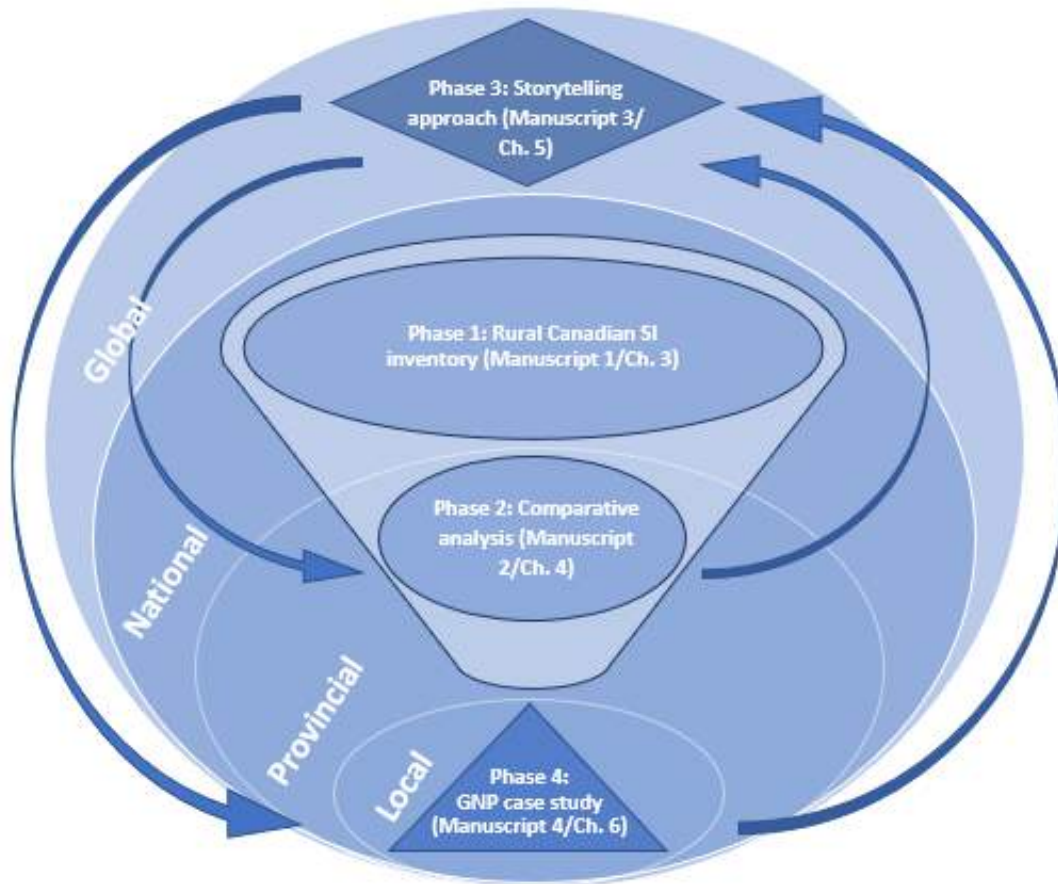 Phase 3: Storytelling
approach (Manuscript 3/
Ch. 5)
Global
Phase 1: Rural Canadian SI
inventory (Manuscript 1/Ch. 3)
National
Phase 2: Comparative
analysis (Manuscript
2/Ch. 4)
Provincial
Local
Phase 4:
GNP case study
(Manuscript 4/Ch. 6)